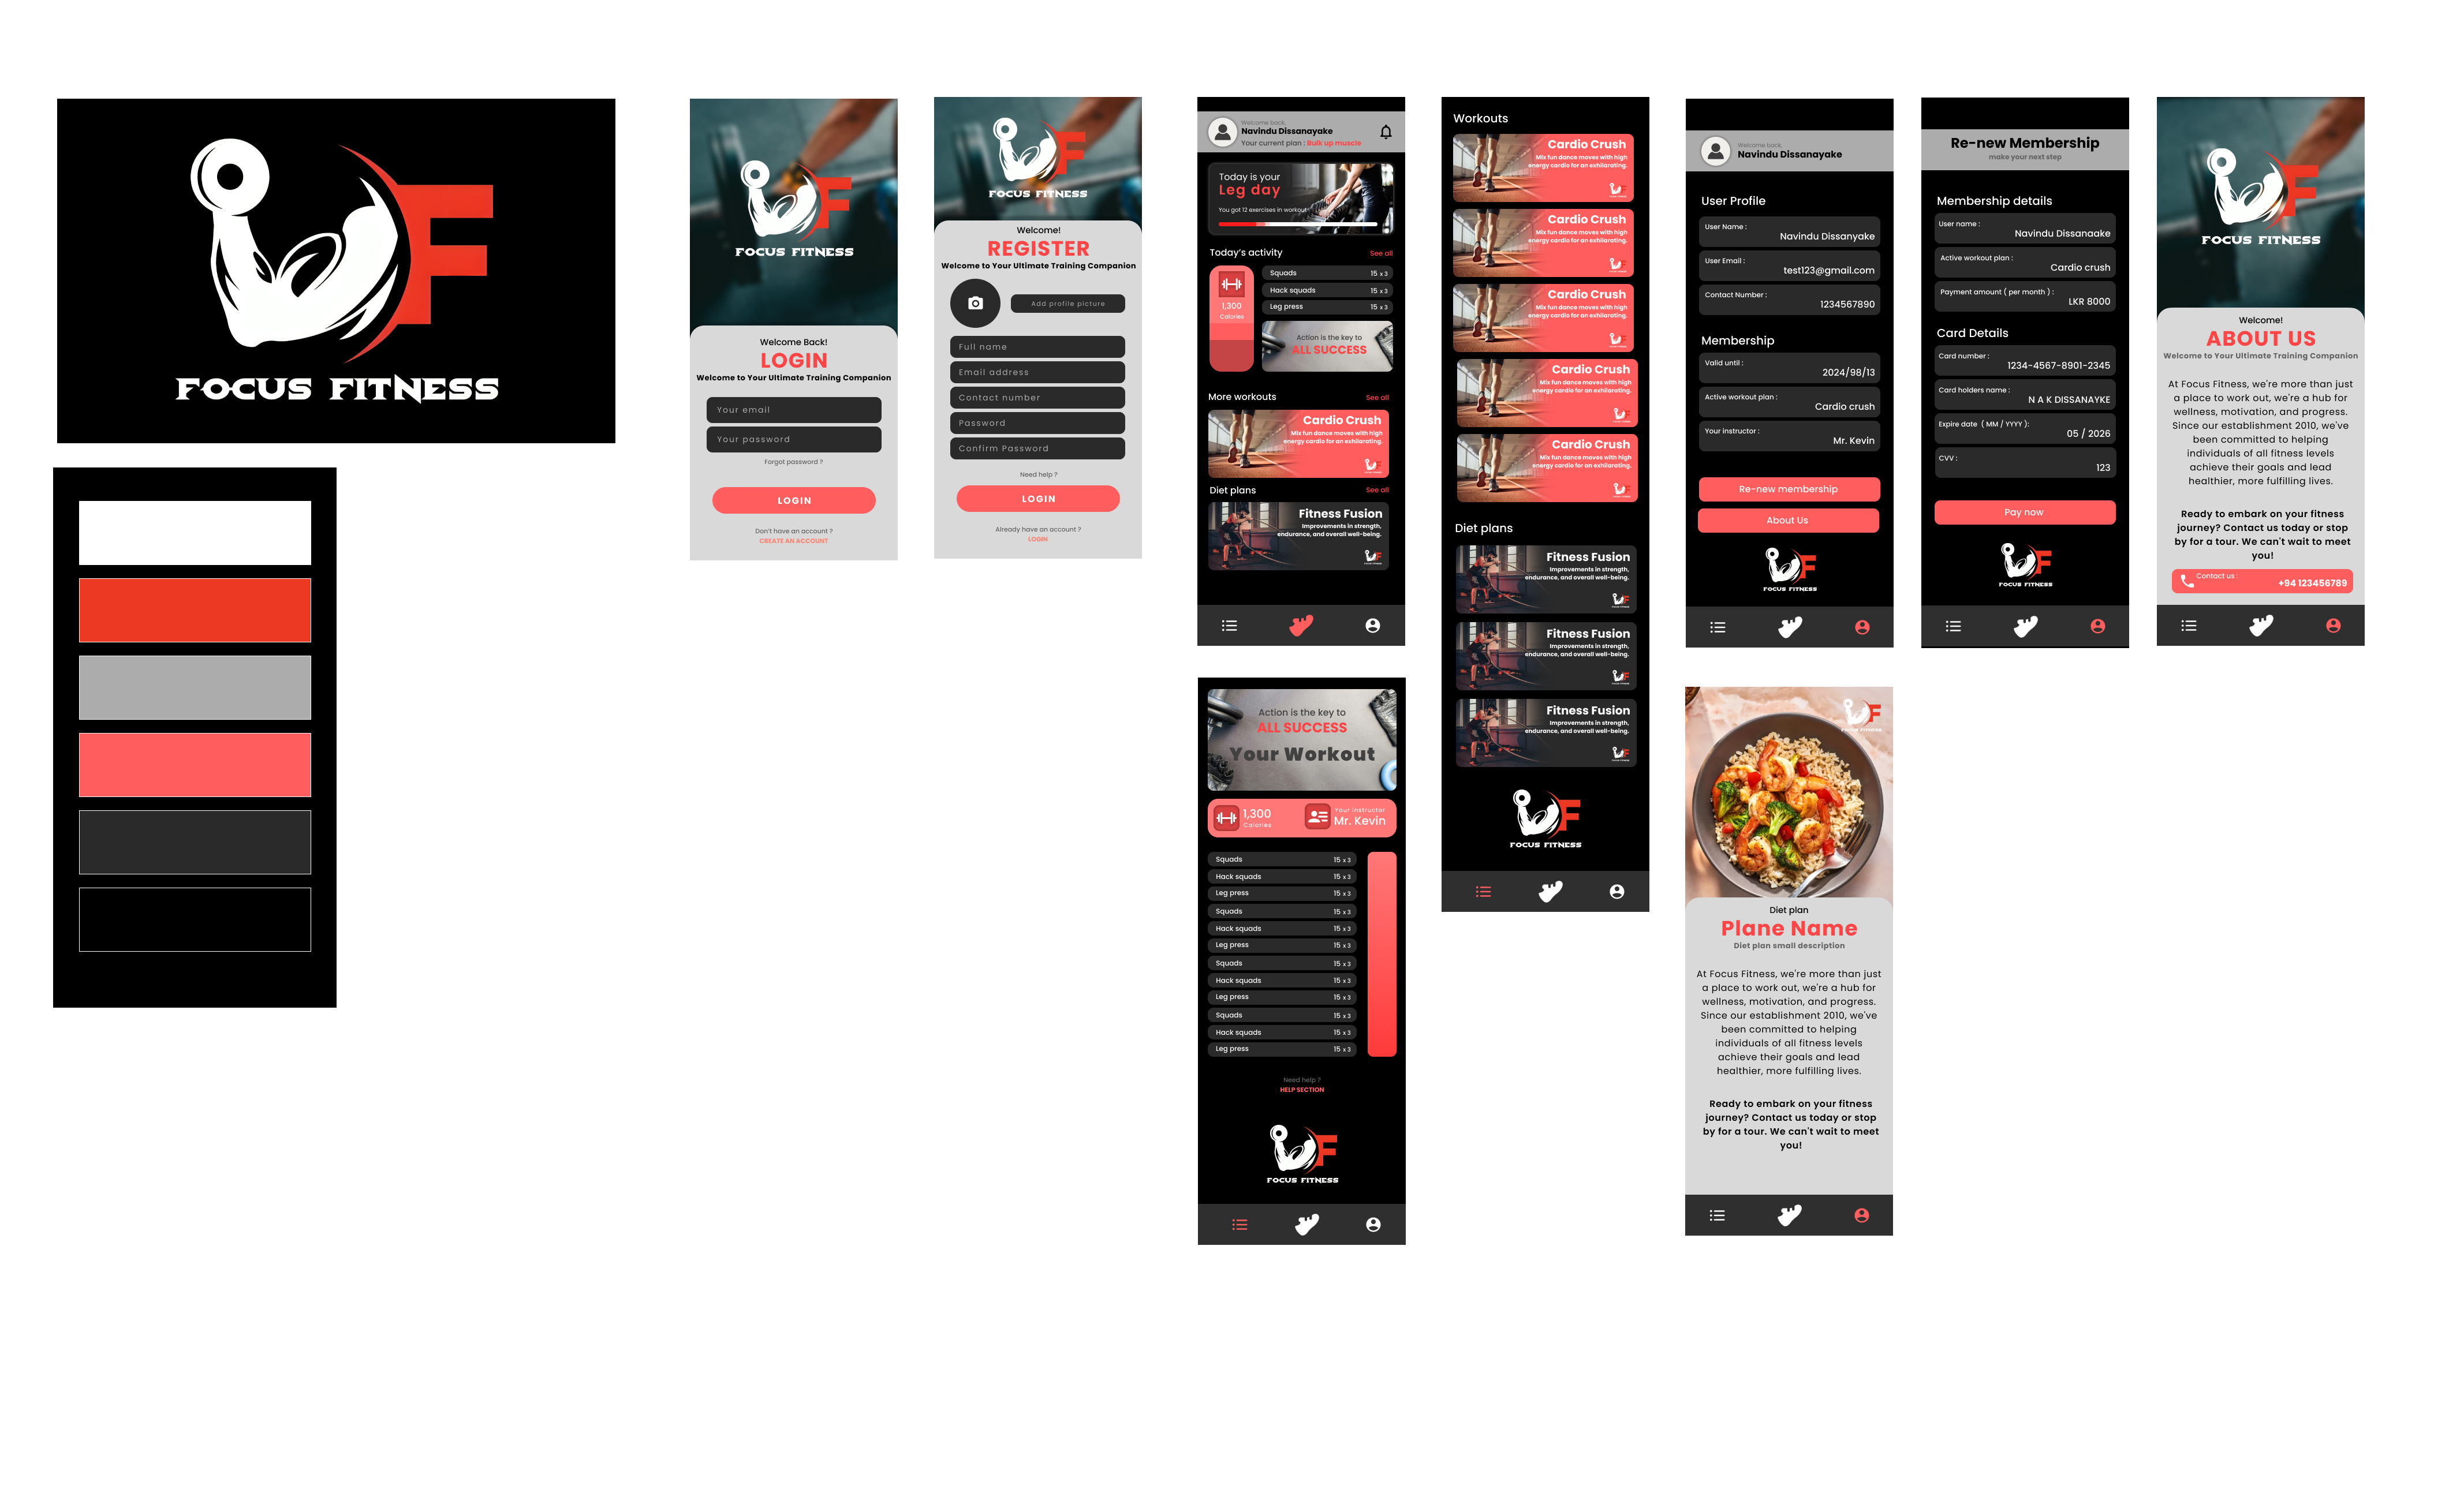 FOCUS FITNESS
FOCUS FITNESS
Welcome Back!
LOGIN
Welcome to Your Ultimate Training Companion
Your email
Your password
Forgot password ?
LOGIN
Don't have an account ?
CREATE AN ACCOUNT
FOCUS FITNESS
Welcome!
REGISTER
Welcome to Your Ultimate Training Companion
Add profile picture
Full name
Email address
Contact number
Password
Confirm Password
Need help ?
LOGIN
Already have an account ?
LOGIN
Welcome back,
Navindu Dissanayake
Your current plan : Bulk up muscle
Today is your
Leg day
You got 12 exercises in workout
Today's activity
See all
1,300
Calories
Squads 15 x 3
Hack squads 15 x 3
Leg press 15 x 3
Action is the key to
ALL SUCCESS
More workouts
See all
Cardio Crush
Mix fun dance moves with high
energy cardio for an exhilarating.
Diet plans
See all
Fitness Fusion
Improvements in strength,
endurance, and overall well-being.
Action is the key to
ALL SUCCESS
Your Workout
1,300
Calories
Your instructor
Mr. Kevin
Squads 15 x 3
Hack squads 15 x 3
Leg press 15 x 3
Squads 15 x 3
Hack squads 15 x 3
Leg press 15 x 3
Squads 15 x 3
Hack squads 15 x 3
Leg press 15 x 3
Squads 15 x 3
Hack squads 15 x 3
Leg press 15 x 3
Need help ?
HELP SECTION
FOCUS FITNESS
Workouts
Cardio Crush
Mix fun dance moves with high
energy cardio for an exhilarating.
Cardio Crush
Mix fun dance moves with high
energy cardio for an exhilarating.
Cardio Crush
Mix fun dance moves with high
energy cardio for an exhilarating.
Cardio Crush
Mix fun dance moves with high
energy cardio for an exhilarating.
Cardio Crush
Mix fun dance moves with high
energy cardio for an exhilarating.
Diet plans
Fitness Fusion
Improvements in strength,
endurance, and overall well-being.
Fitness Fusion
Improvements in strength,
endurance, and overall well-being.
Fitness Fusion
Improvements in strength,
endurance, and overall well-being.
FOCUS FITNESS
Welcome back,
Navindu Dissanayake
User Profile
User Name :
Navindu Dissanyake
User Email :
test123@gmail.com
Contact Number :
1234567890
Membership
Valid until :
2024/98/13
Active workout plan :
Cardio crush
Your instructor :
Mr. Kevin
Re-new membership
About Us
FOCUS FITNESS
Re-new Membership
make your next step
Membership details
User name :
Navindu Dissanaake
Active workout plan :
Cardio crush
Payment amount ( per month ) :
LKR 8000
Card Details
Card number :
1234-4567-8901-2345
Card holders name :
N A K DISSANAYKE
Expire date ( MM / YYYY ):
05 / 2026
CVV :
123
Pay now
FOCUS FITNESS
FOCUS FITNESS
Welcome!
ABOUT US
Welcome to Your Ultimate Training Companion
At Focus Fitness, we're more than just
a place to work out, we're a hub for
wellness, motivation, and progress.
Since our establishment 2010, we've
been committed to helping
individuals of all fitness levels
achieve their goals and lead
healthier, more fulfilling lives.
Ready to embark on your fitness
journey? Contact us today or stop
by for a tour. We can't wait to meet
you!
Contact us :
+94 123456789
FOCUS FITNESS
Diet plan
Plane Name
Diet plan small description
At Focus Fitness, we're more than just
a place to work out, we're a hub for
wellness, motivation, and progress.
Since our establishment 2010, we've
been committed to helping
individuals of all fitness levels
achieve their goals and lead
healthier, more fulfilling lives.
Ready to embark on your fitness
journey? Contact us today or stop
by for a tour. We can't wait to meet
you!